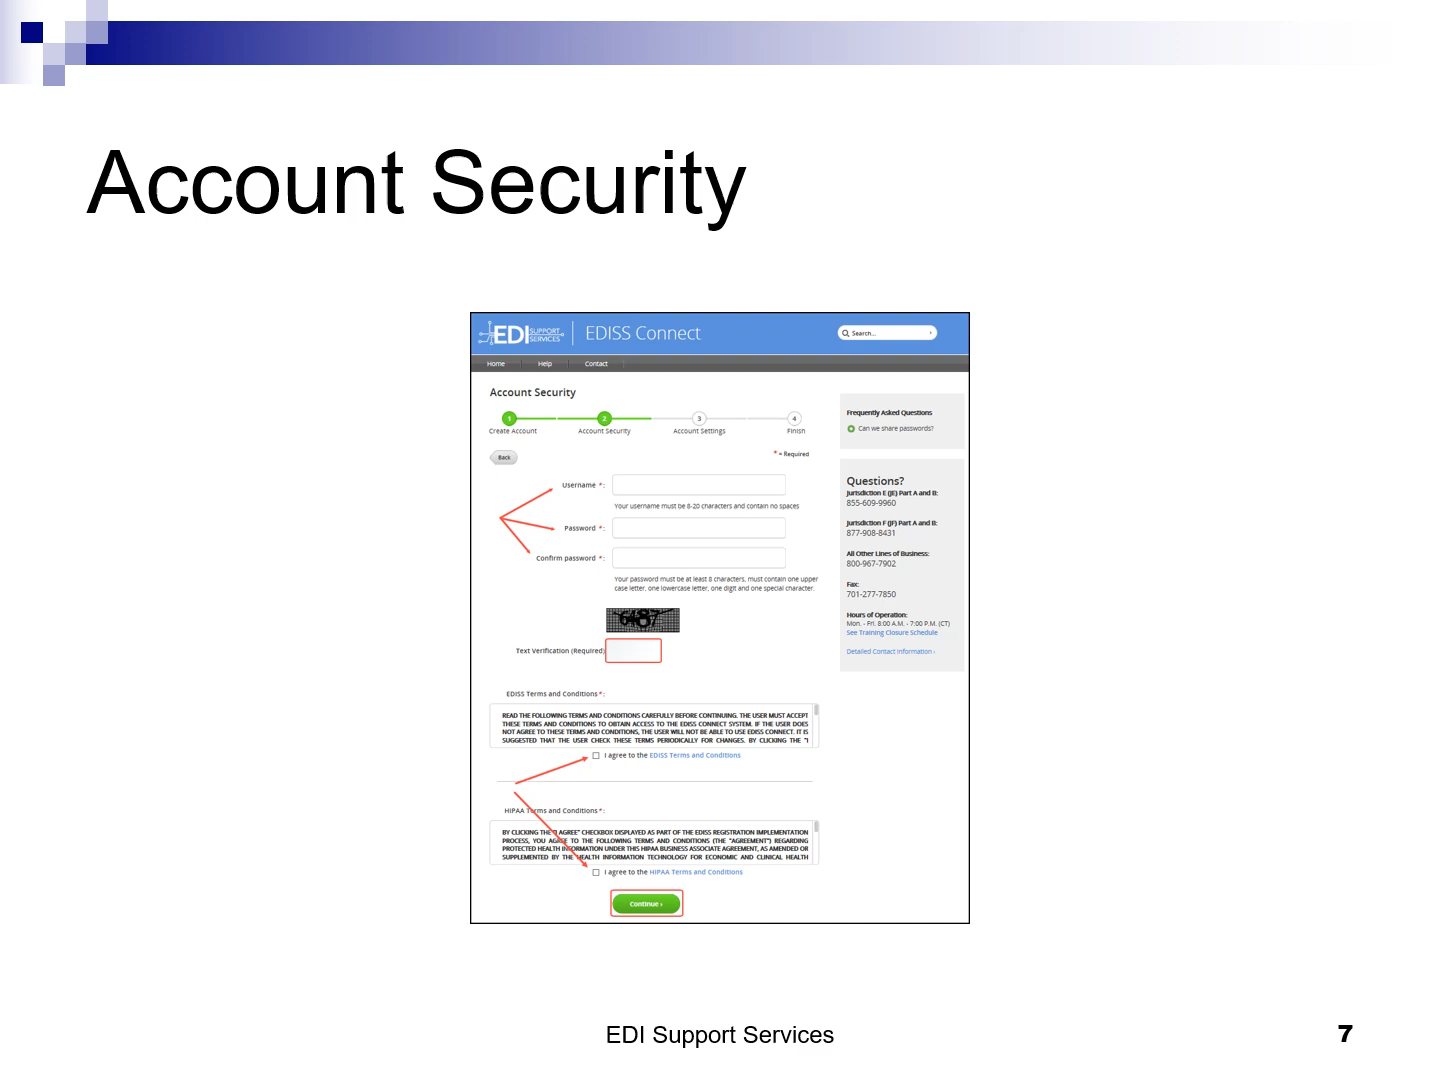 Account Security
EDI SUPPORT SERVICES
EDISS Connect
Search...
Home Help Contact
Account Security
1 2 3 4
Create Account Account Security Account Settings Finish
Back
* = Required
Username *:
Your username must be 8-20 characters and contain no spaces
Password *:
Confirm password *:
Your password must be at least 8 characters, must contain one upper
case letter, one lowercase letter, one digit and one special character.
Text Verification (Required)
EDISS Terms and Conditions *:
READ THE FOLLOWING TERMS AND CONDITIONS CAREFULLY BEFORE CONTINUING. THE USER MUST ACCEPT
THESE TERMS AND CONDITIONS TO OBTAIN ACCESS TO THE EDISS CONNECT SYSTEM. IF THE USER DOES
NOT AGREE TO THESE TERMS AND CONDITIONS, THE USER WILL NOT BE ABLE TO USE EDISS CONNECT. IT IS
SUGGESTED THAT THE USER CHECK THESE TERMS PERIODICALLY FOR CHANGES. BY CLICKING THE "I
I agree to the EDISS Terms and Conditions
HIPAA Terms and Conditions *:
BY CLICKING THE "I AGREE" CHECKBOX DISPLAYED AS PART OF THE EDISS REGISTRATION IMPLEMENTATION
PROCESS, YOU AGREE TO THE FOLLOWING TERMS AND CONDITIONS (THE "AGREEMENT") REGARDING
PROTECTED HEALTH INFORMATION UNDER THIS HIPAA BUSINESS ASSOCIATE AGREEMENT, AS AMENDED OR
SUPPLEMENTED BY THE HEALTH INFORMATION TECHNOLOGY FOR ECONOMIC AND CLINICAL HEALTH
I agree to the HIPAA Terms and Conditions
Continue ›
Frequently Asked Questions
Can we share passwords?
Questions?
Jurisdiction E (JE) Part A and B:
855-609-9960
Jurisdiction F (JF) Part A and B:
877-908-8431
All Other Lines of Business:
800-967-7902
Fax:
701-277-7850
Hours of Operation:
Mon. - Fri. 8:00 A.M. - 7:00 P.M. (CT)
See Training Closure Schedule
Detailed Contact Information ›
EDI Support Services
7